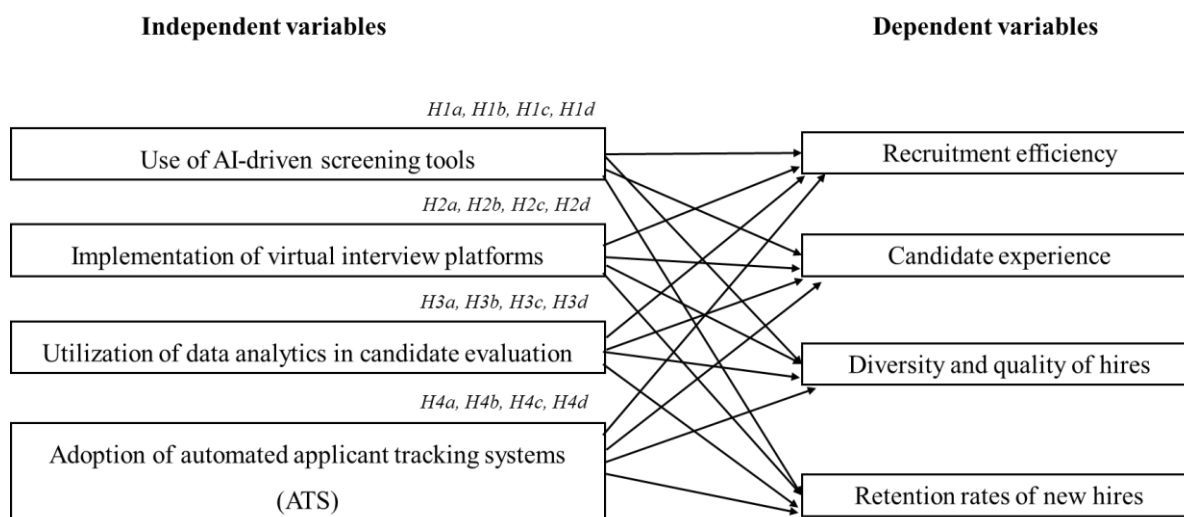 Independent variables
Dependent variables
H1a, H1b, H1c, H1d
Use of AI-driven screening tools
Recruitment efficiency
H2a, H2b, H2c, H2d
Implementation of virtual interview platforms
Candidate experience
H3a, H3b, H3c, H3d
Utilization of data analytics in candidate evaluation
Diversity and quality of hires
H4a, H4b, H4c, H4d
Adoption of automated applicant tracking systems
(ATS)
Retention rates of new hires